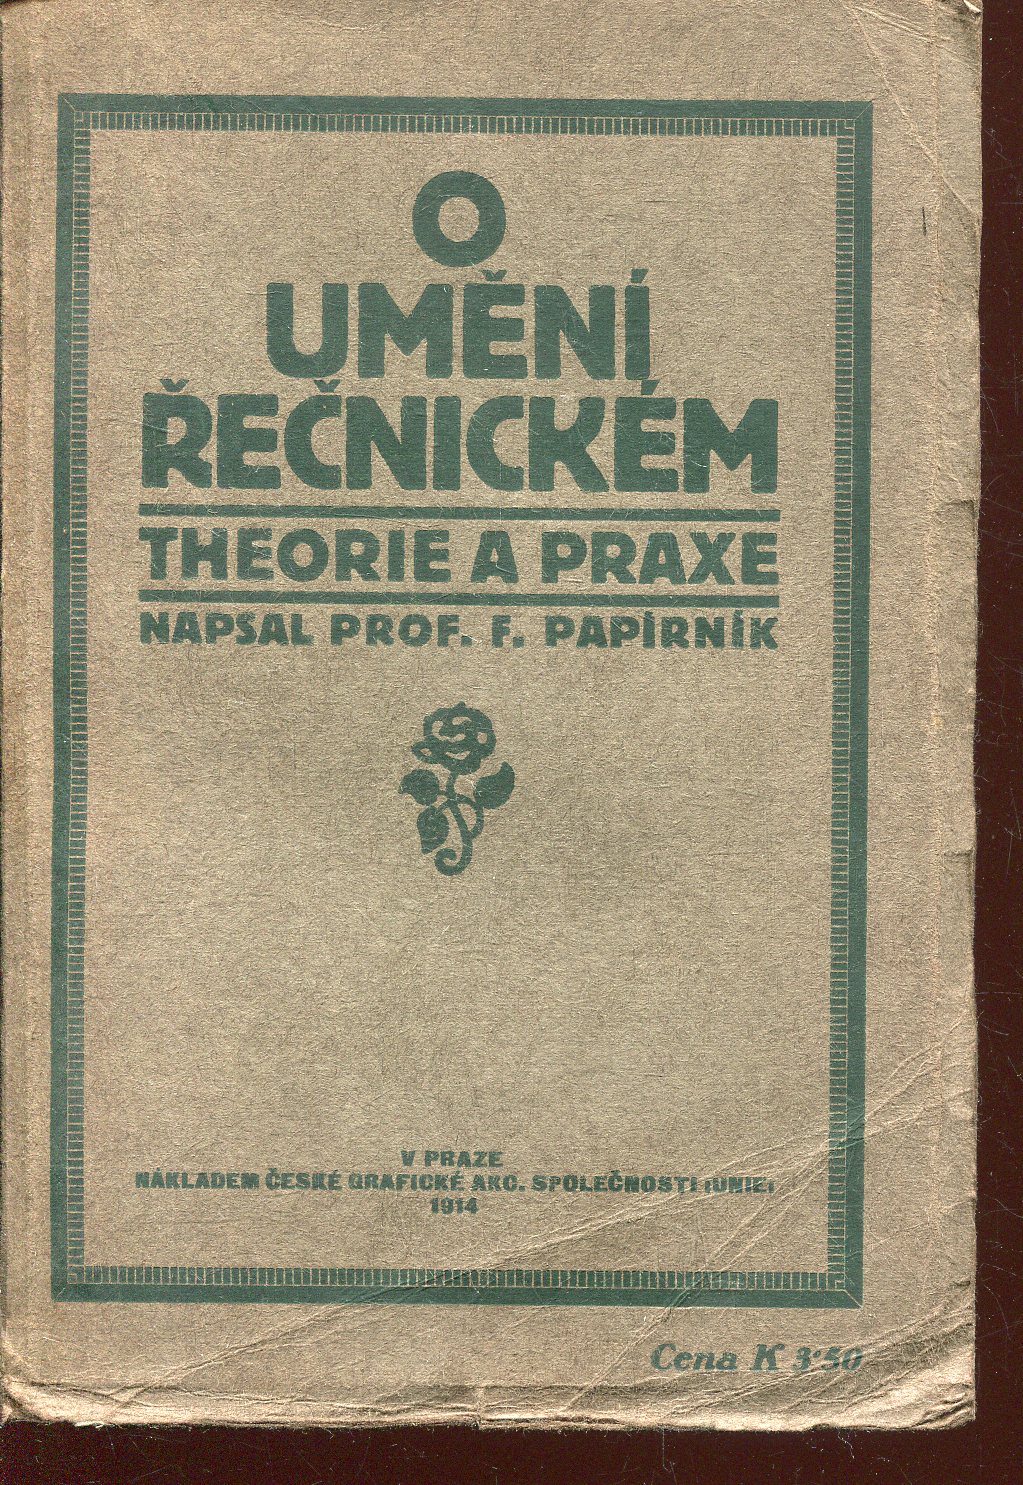 O
UMĚNÍ
ŘEČNICKÉM
THEORIE A PRAXE
NAPSAL PROF. F. PAPÍRNÍK
V PRAZE
NÁKLADEM ČESKÉ GRAFICKÉ AKC. SPOLEČNOSTI „UNIE“
1914
Cena K 3·50